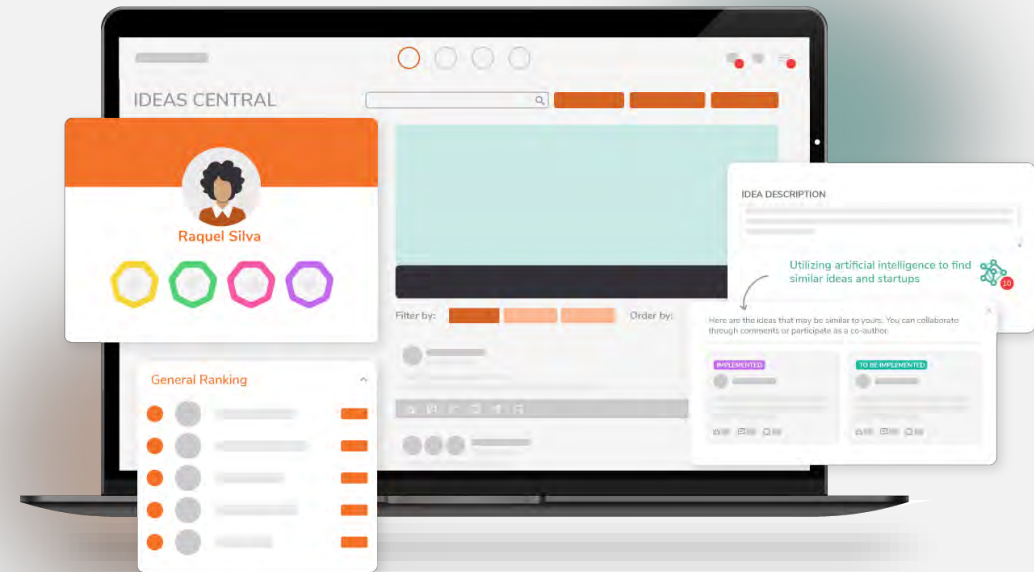 IDEAS CENTRAL
Raquel Silva
General Ranking
Filter by:
Order by:
IDEA DESCRIPTION
Utilizing artificial intelligence to find
similar ideas and startups
10
Here are the ideas that may be similar to yours. You can collaborate
through comments or participate as a co-author.
IMPLEMENTED
TO BE IMPLEMENTED